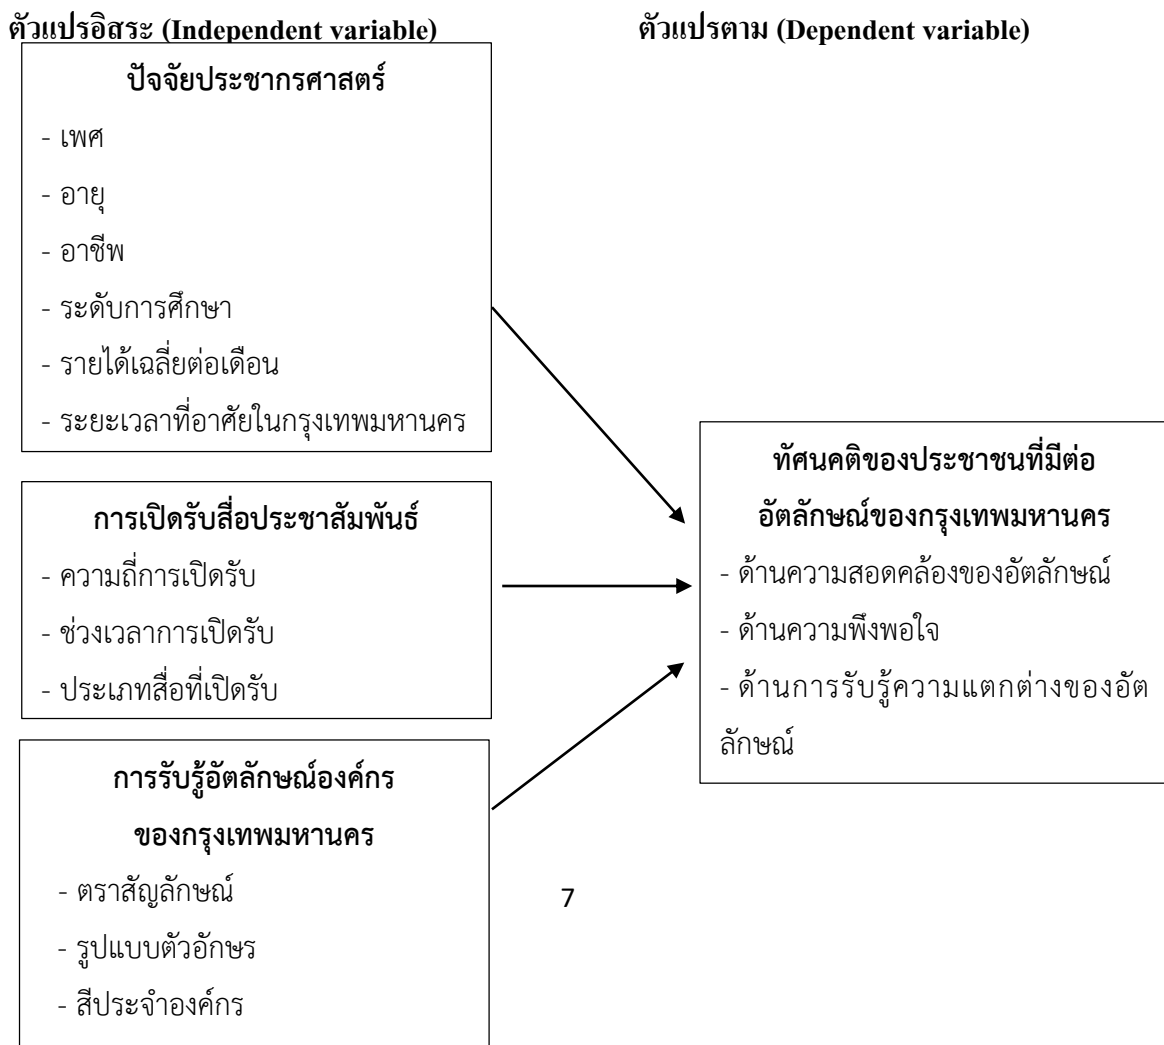 ตัวแปรอิสระ (Independent variable)
ตัวแปรตาม (Dependent variable)
ปัจจัยประชากรศาสตร์
- เพศ
- อายุ
- อาชีพ
- ระดับการศึกษา
- รายได้เฉลี่ยต่อเดือน
- ระยะเวลาที่อาศัยในกรุงเทพมหานคร
การเปิดรับสื่อประชาสัมพันธ์
- ความถี่การเปิดรับ
- ช่วงเวลาการเปิดรับ
- ประเภทสื่อที่เปิดรับ
การรับรู้อัตลักษณ์องค์กร
ของกรุงเทพมหานคร
- ตราสัญลักษณ์
- รูปแบบตัวอักษร
- สีประจำองค์กร
ทัศนคติของประชาชนที่มีต่อ
อัตลักษณ์ของกรุงเทพมหานคร
- ด้านความสอดคล้องของอัตลักษณ์
- ด้านความพึงพอใจ
- ด้านการรับรู้ความแตกต่างของอัต
ลักษณ์
7